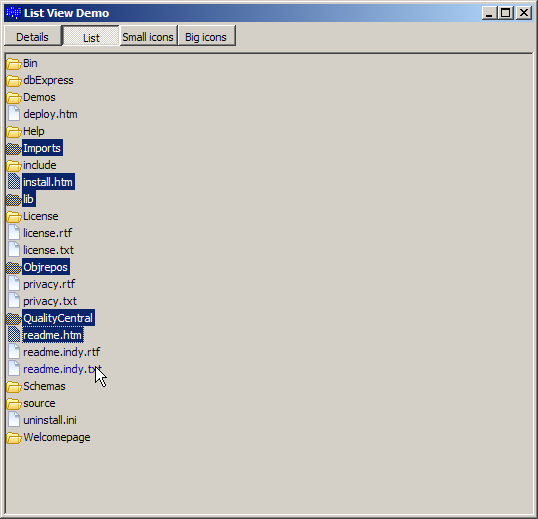 List View Demo
Details List Small icons Big icons
Bin
dbExpress
Demos
deploy.htm
Help
Imports
include
install.htm
lib
License
license.rtf
license.txt
Objrepos
privacy.rtf
privacy.txt
QualityCentral
readme.htm
readme.indy.rtf
readme.indy.txt
Schemas
source
uninstall.ini
Welcomepage